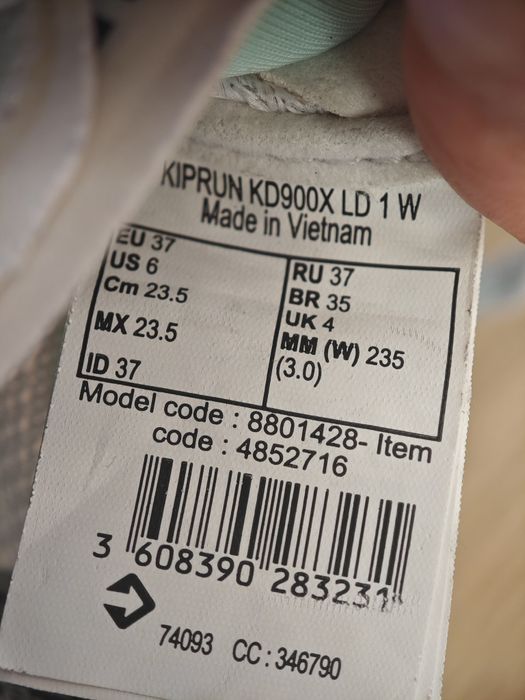 KIPRUN KD900X LD 1 W
Made in Vietnam
EU 37
US 6
Cm 23.5
MX 23.5
ID 37
RU 37
BR 35
UK 4
MM (W) 235
(3.0)
Model code : 8801428- Item
code : 4852716
3 608390 283231
74093 CC : 346790